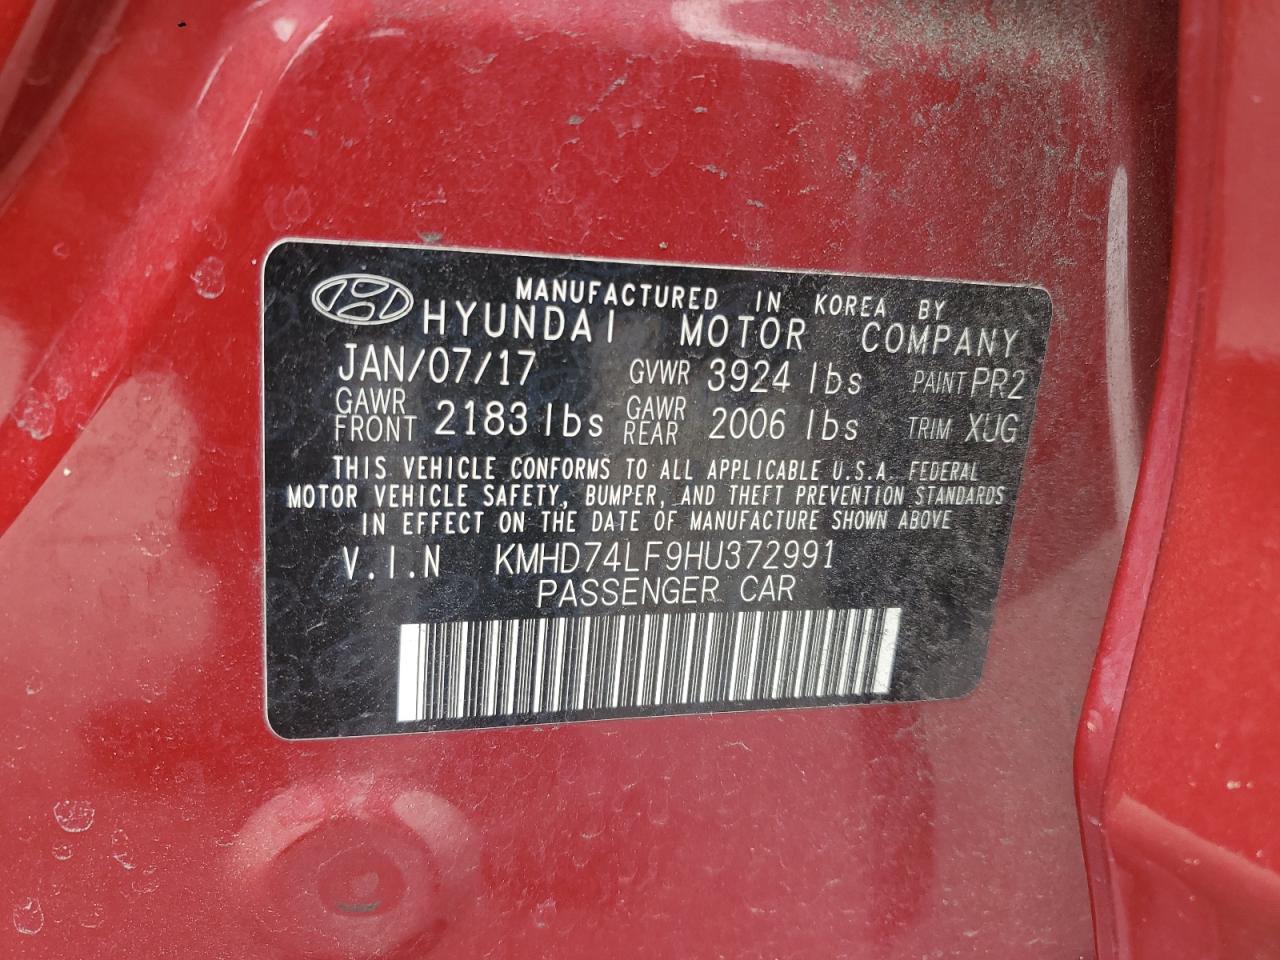 MANUFACTURED IN KOREA BY
HYUNDAI MOTOR COMPANY
JAN/07/17 GVWR 3924 lbs PAINT PR2
GAWR FRONT 2183 lbs GAWR REAR 2006 lbs TRIM XUG
THIS VEHICLE CONFORMS TO ALL APPLICABLE U.S.A. FEDERAL
MOTOR VEHICLE SAFETY, BUMPER, AND THEFT PREVENTION STANDARDS
IN EFFECT ON THE DATE OF MANUFACTURE SHOWN ABOVE
V.I.N KMHD74LF9HU372991
PASSENGER CAR